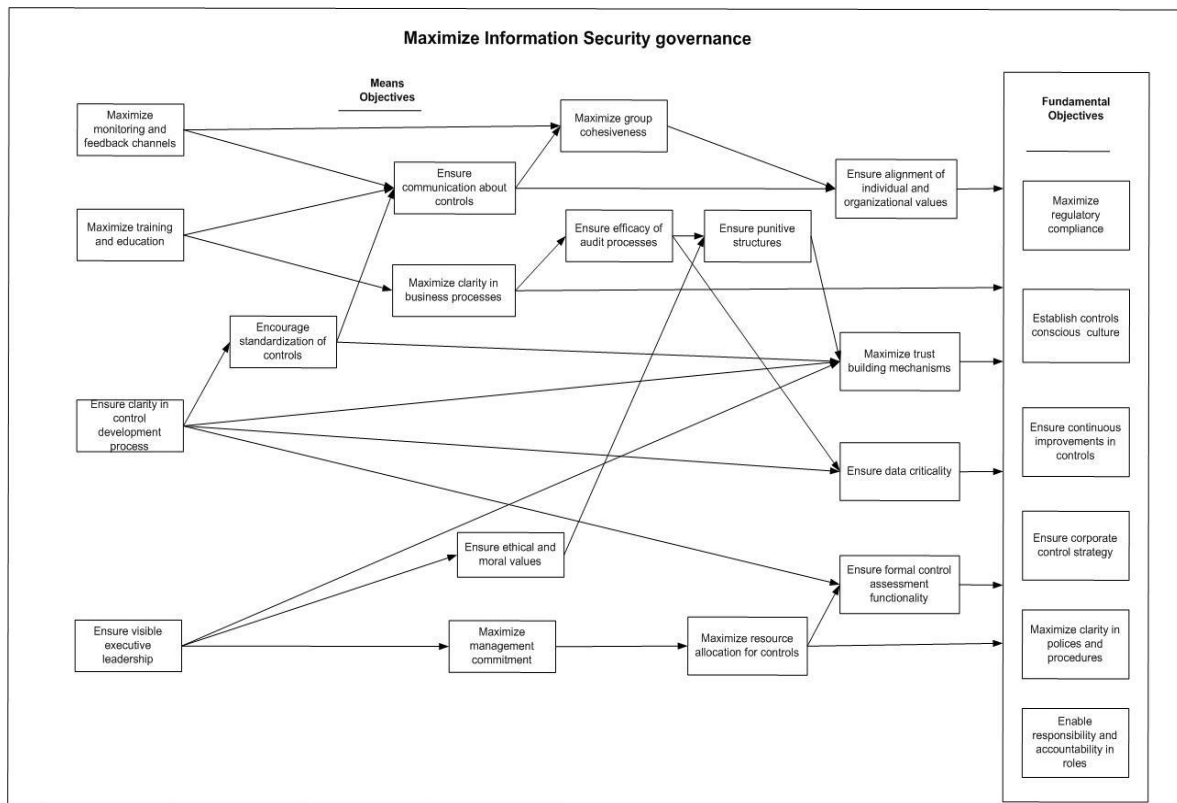 Maximize Information Security governance
Means
Objectives
Maximize
monitoring and
feedback channels
Maximize training
and education
Ensure clarity in
control
development
process
Ensure visible
executive
leadership
Encourage
standardization of
controls
Ensure
communication about
controls
Maximize clarity in
business processes
Ensure ethical and
moral values
Maximize
management
commitment
Maximize group
cohesiveness
Ensure efficacy of
audit processes
Ensure punitive
structures
Maximize resource
allocation for controls
Ensure alignment of
individual and
organizational values
Maximize trust
building mechanisms
Ensure data criticality
Ensure formal control
assessment
functionality
Fundamental
Objectives
Maximize
regulatory
compliance
Establish controls
conscious culture
Ensure continuous
improvements in
controls
Ensure corporate
control strategy
Maximize clarity in
polices and
procedures
Enable
responsibility and
accountability in
roles